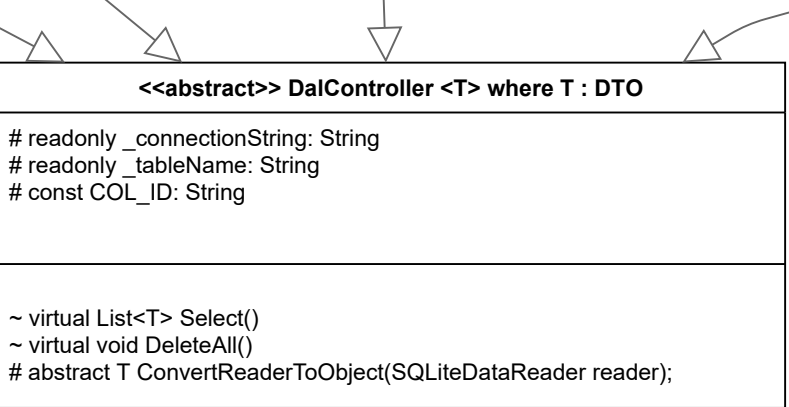 <<abstract>> DalController <T> where T : DTO
# readonly _connectionString: String
# readonly _tableName: String
# const COL_ID: String
~ virtual List<T> Select()
~ virtual void DeleteAll()
# abstract T ConvertReaderToObject(SQLiteDataReader reader);